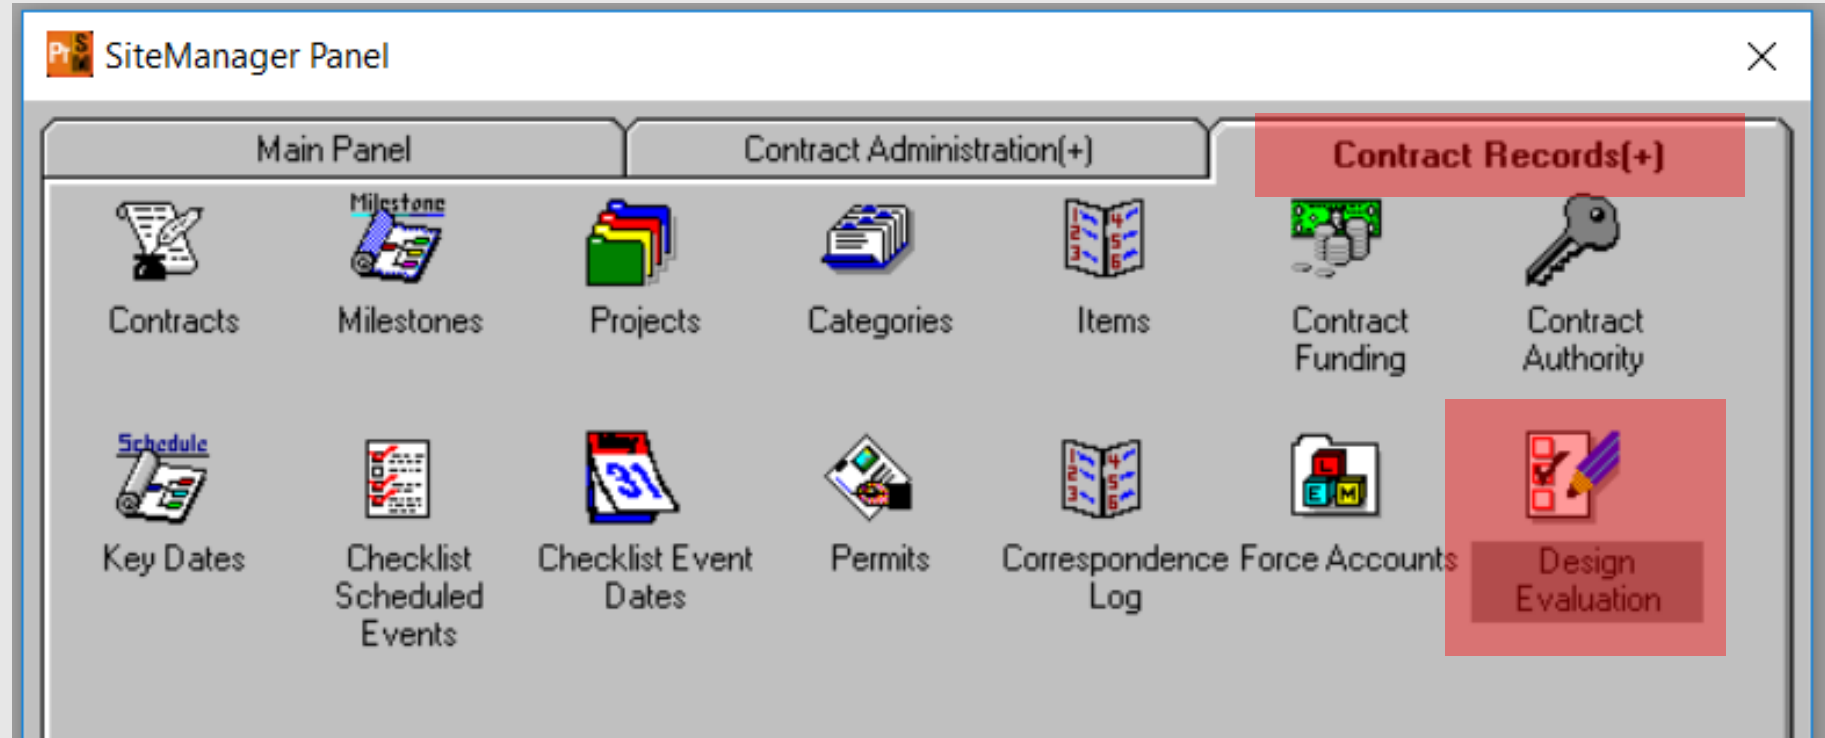 SiteManager Panel
Main Panel
Contract Administration(+)
Contract Records(+)
Milestone
Contracts
Milestones
Projects
Categories
Items
Contract
Funding
Contract
Authority
Schedule
31
L
E M
Key Dates
Checklist
Scheduled
Events
Checklist Event
Dates
Permits
Correspondence
Log
Force Accounts
Design
Evaluation